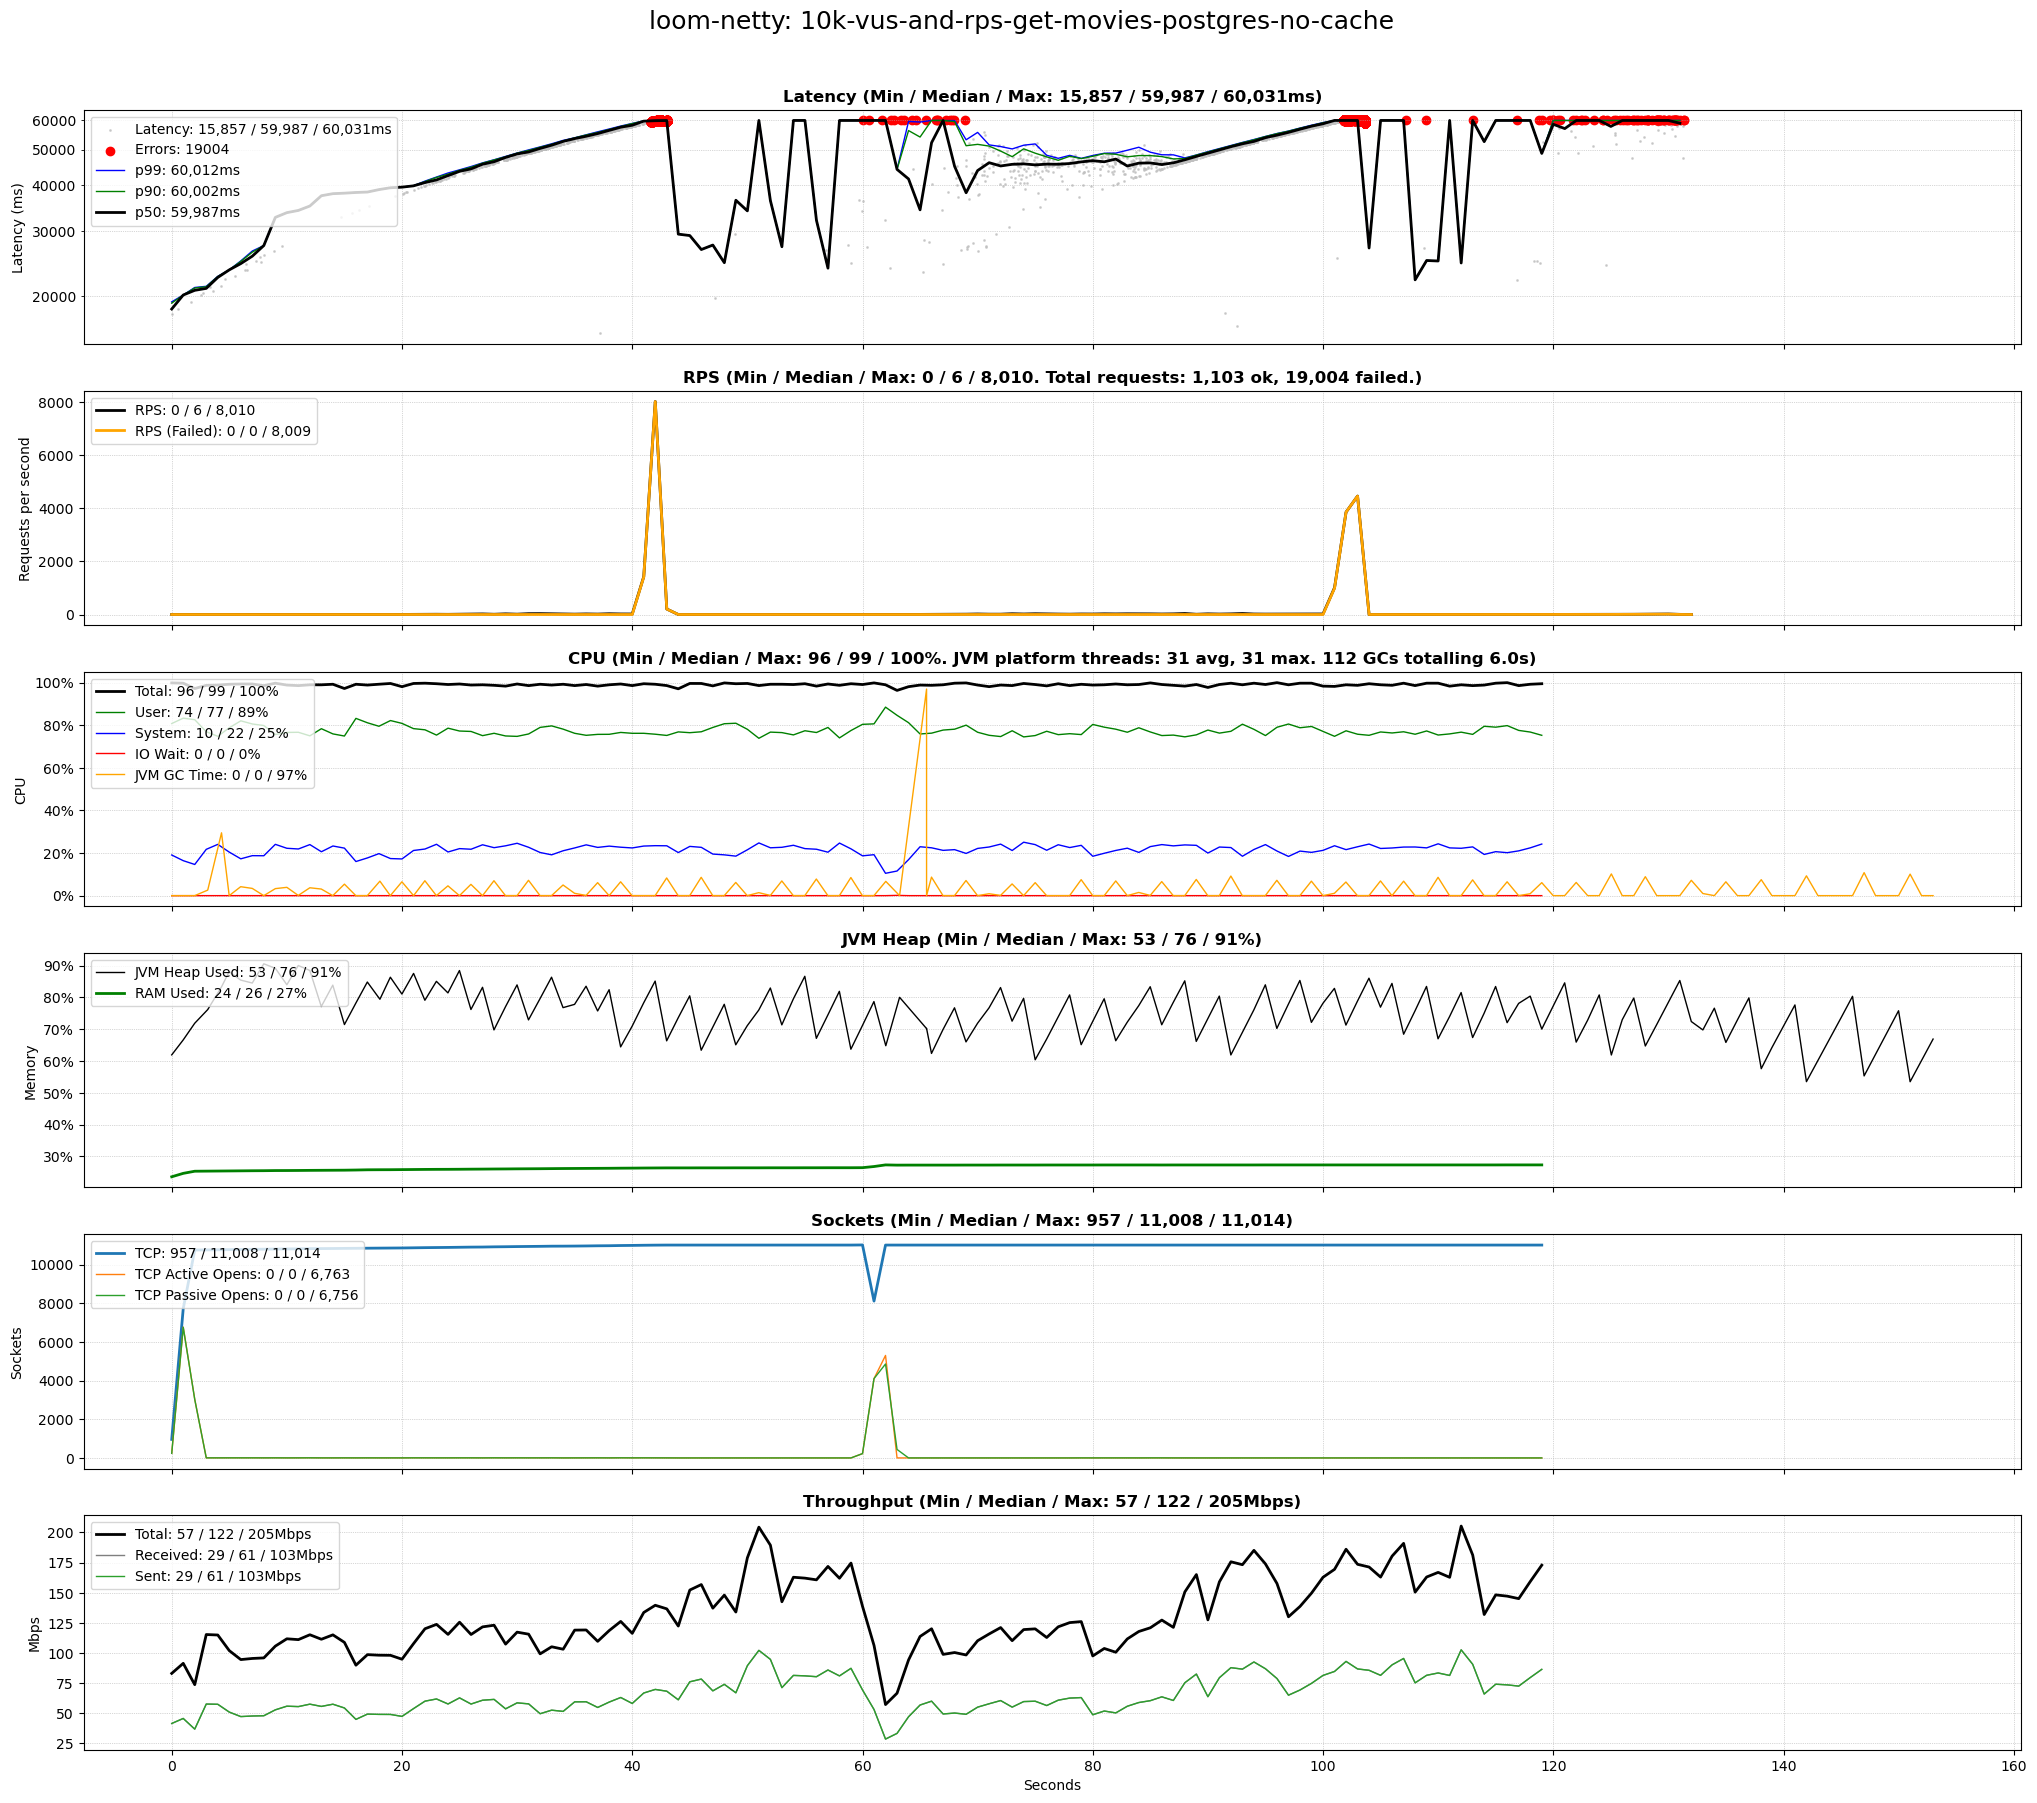 loom-netty: 10k-vus-and-rps-get-movies-postgres-no-cache
Latency (Min / Median / Max: 15,857 / 59,987 / 60,031ms)
Latency (ms)
60000
50000
40000
30000
20000
Latency: 15,857 / 59,987 / 60,031ms
Errors: 19004
p99: 60,012ms
p90: 60,002ms
p50: 59,987ms
RPS (Min / Median / Max: 0 / 6 / 8,010. Total requests: 1,103 ok, 19,004 failed.)
Requests per second
8000
6000
4000
2000
0
RPS: 0 / 6 / 8,010
RPS (Failed): 0 / 0 / 8,009
CPU (Min / Median / Max: 96 / 99 / 100%. JVM platform threads: 31 avg, 31 max. 112 GCs totalling 6.0s)
CPU
100%
80%
60%
40%
20%
0%
Total: 96 / 99 / 100%
User: 74 / 77 / 89%
System: 10 / 22 / 25%
IO Wait: 0 / 0 / 0%
JVM GC Time: 0 / 0 / 97%
JVM Heap (Min / Median / Max: 53 / 76 / 91%)
Memory
90%
80%
70%
60%
50%
40%
30%
JVM Heap Used: 53 / 76 / 91%
RAM Used: 24 / 26 / 27%
Sockets (Min / Median / Max: 957 / 11,008 / 11,014)
Sockets
10000
8000
6000
4000
2000
0
TCP: 957 / 11,008 / 11,014
TCP Active Opens: 0 / 0 / 6,763
TCP Passive Opens: 0 / 0 / 6,756
Throughput (Min / Median / Max: 57 / 122 / 205Mbps)
Mbps
200
175
150
125
100
75
50
25
Total: 57 / 122 / 205Mbps
Received: 29 / 61 / 103Mbps
Sent: 29 / 61 / 103Mbps
0 20 40 60 80 100 120 140 160
Seconds